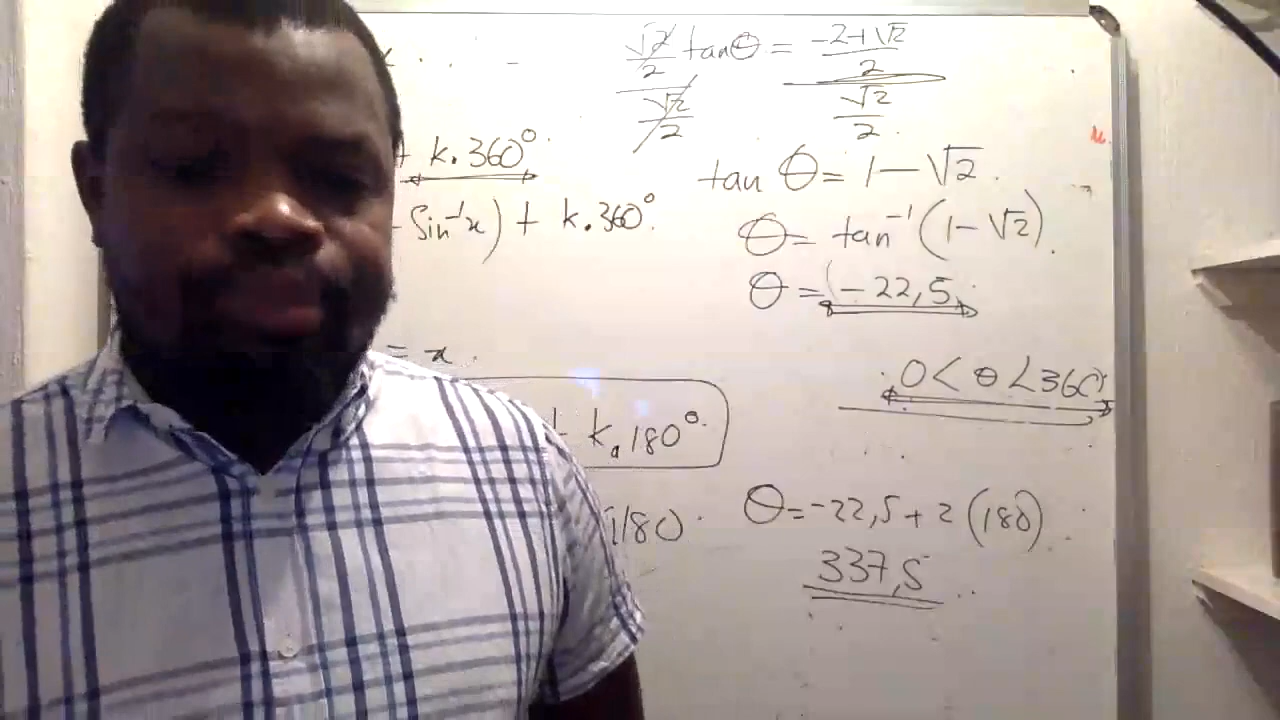 √2/2 tanθ = -2+√2/2
√2/2 √2/2
+ k.360°
tan θ = 1-√2.
- Sin⁻¹x) + k.360°
θ = tan⁻¹(1-√2).
θ = (-22,5
= x.
0 < θ < 360
+ k.180°
θ = -22,5 + 2(180)
180
337,5